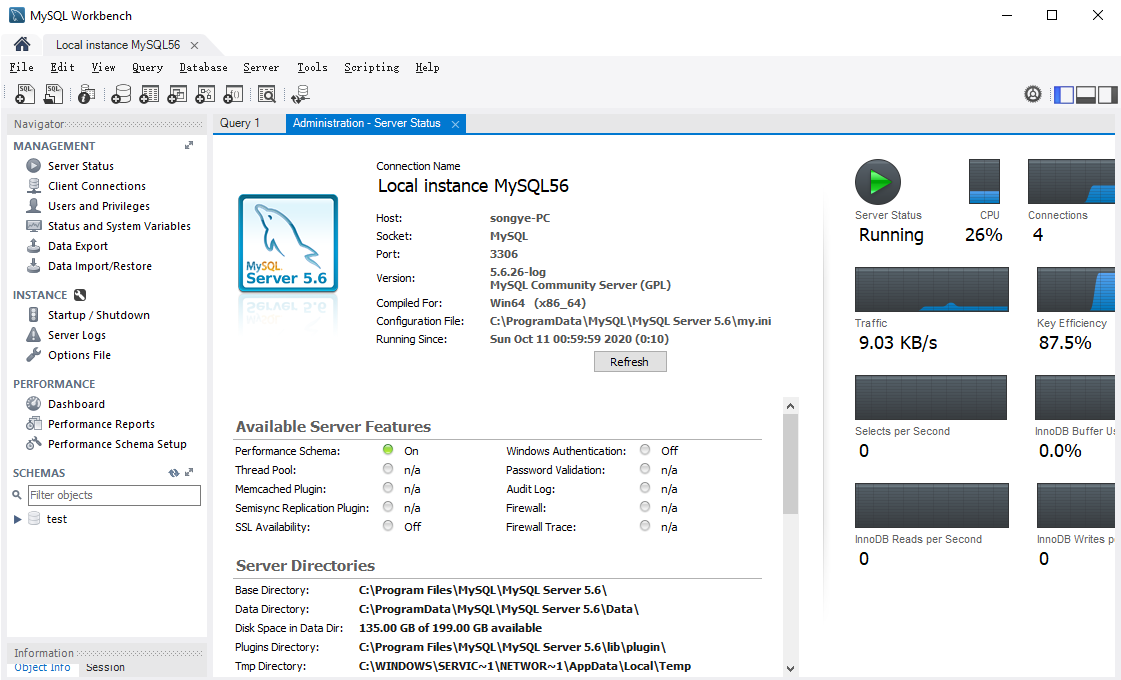 MySQL Workbench
Local instance MySQL56
File Edit View Query Database Server Tools Scripting Help
Navigator
MANAGEMENT
Server Status
Client Connections
Users and Privileges
Status and System Variables
Data Export
Data Import/Restore
INSTANCE
Startup / Shutdown
Server Logs
Options File
PERFORMANCE
Dashboard
Performance Reports
Performance Schema Setup
SCHEMAS
Filter objects
test
Information
Object Info Session
Query 1 Administration - Server Status
MySQL
Server 5.6
Connection Name
Local instance MySQL56
Host: songye-PC
Socket: MySQL
Port: 3306
Version: 5.6.26-log
MySQL Community Server (GPL)
Compiled For: Win64 (x86_64)
Configuration File: C:\ProgramData\MySQL\MySQL Server 5.6\my.ini
Running Since: Sun Oct 11 00:59:59 2020 (0:10)
Refresh
Available Server Features
Performance Schema: On Windows Authentication: Off
Thread Pool: n/a Password Validation: n/a
Memcached Plugin: n/a Audit Log: n/a
Semisync Replication Plugin: n/a Firewall: n/a
SSL Availability: Off Firewall Trace: n/a
Server Directories
Base Directory: C:\Program Files\MySQL\MySQL Server 5.6\
Data Directory: C:\ProgramData\MySQL\MySQL Server 5.6\Data\
Disk Space in Data Dir: 135.00 GB of 199.00 GB available
Plugins Directory: C:\Program Files\MySQL\MySQL Server 5.6\lib\plugin\
Tmp Directory: C:\WINDOWS\SERVIC~1\NETWOR~1\AppData\Local\Temp
Server Status CPU Connections
Running 26% 4
Traffic Key Efficiency
9.03 KB/s 87.5%
Selects per Second InnoDB Buffer Us
0 0.0%
InnoDB Reads per Second InnoDB Writes p
0 0